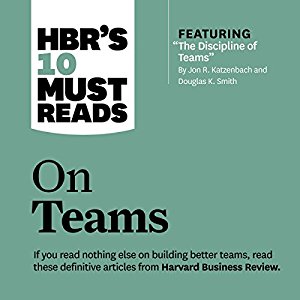 HBR'S
10
MUST
READS
FEATURING
“The Discipline of
Teams”
By Jon R. Katzenbach and
Douglas K. Smith
On
Teams
If you read nothing else on building better teams, read
these definitive articles from Harvard Business Review.